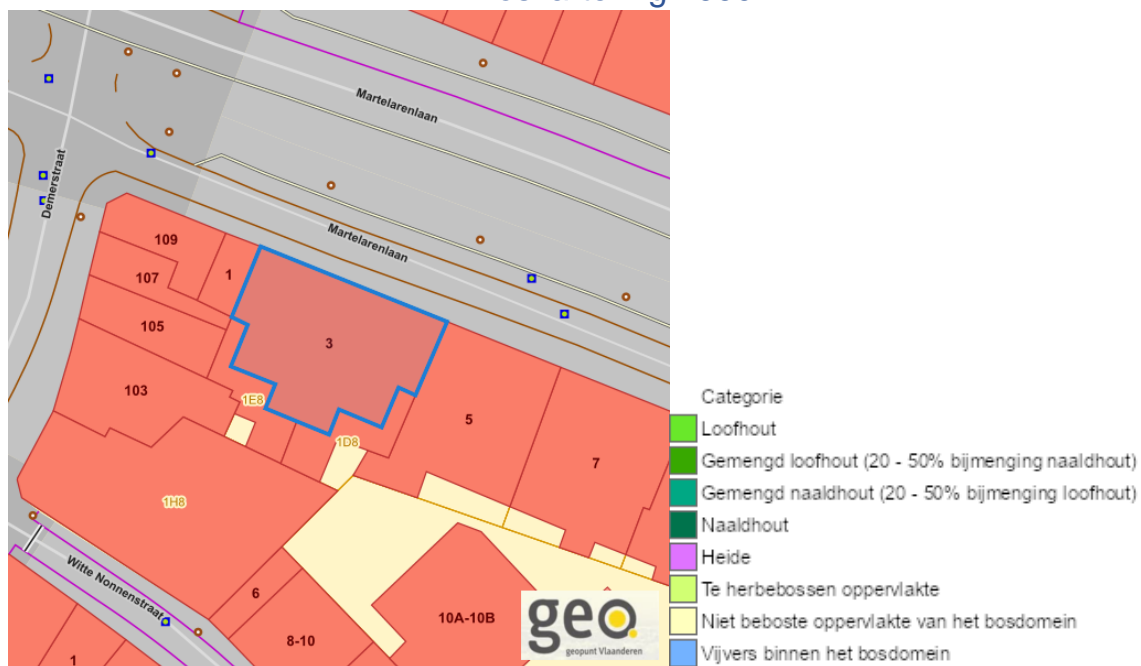 Martelarenlaan
Demerstraat
Martelarenlaan
109
1
107
105
3
103
1E8
5
1D8
7
1H8
Witte Nonnenstraat
6
8-10
10A-10B
1
geo.
geopunt Vlaanderen
Categorie
Loofhout
Gemengd loofhout (20 - 50% bijmenging naaldhout)
Gemengd naaldhout (20 - 50% bijmenging loofhout)
Naaldhout
Heide
Te herbebossen oppervlakte
Niet beboste oppervlakte van het bosdomein
Vijvers binnen het bosdomein